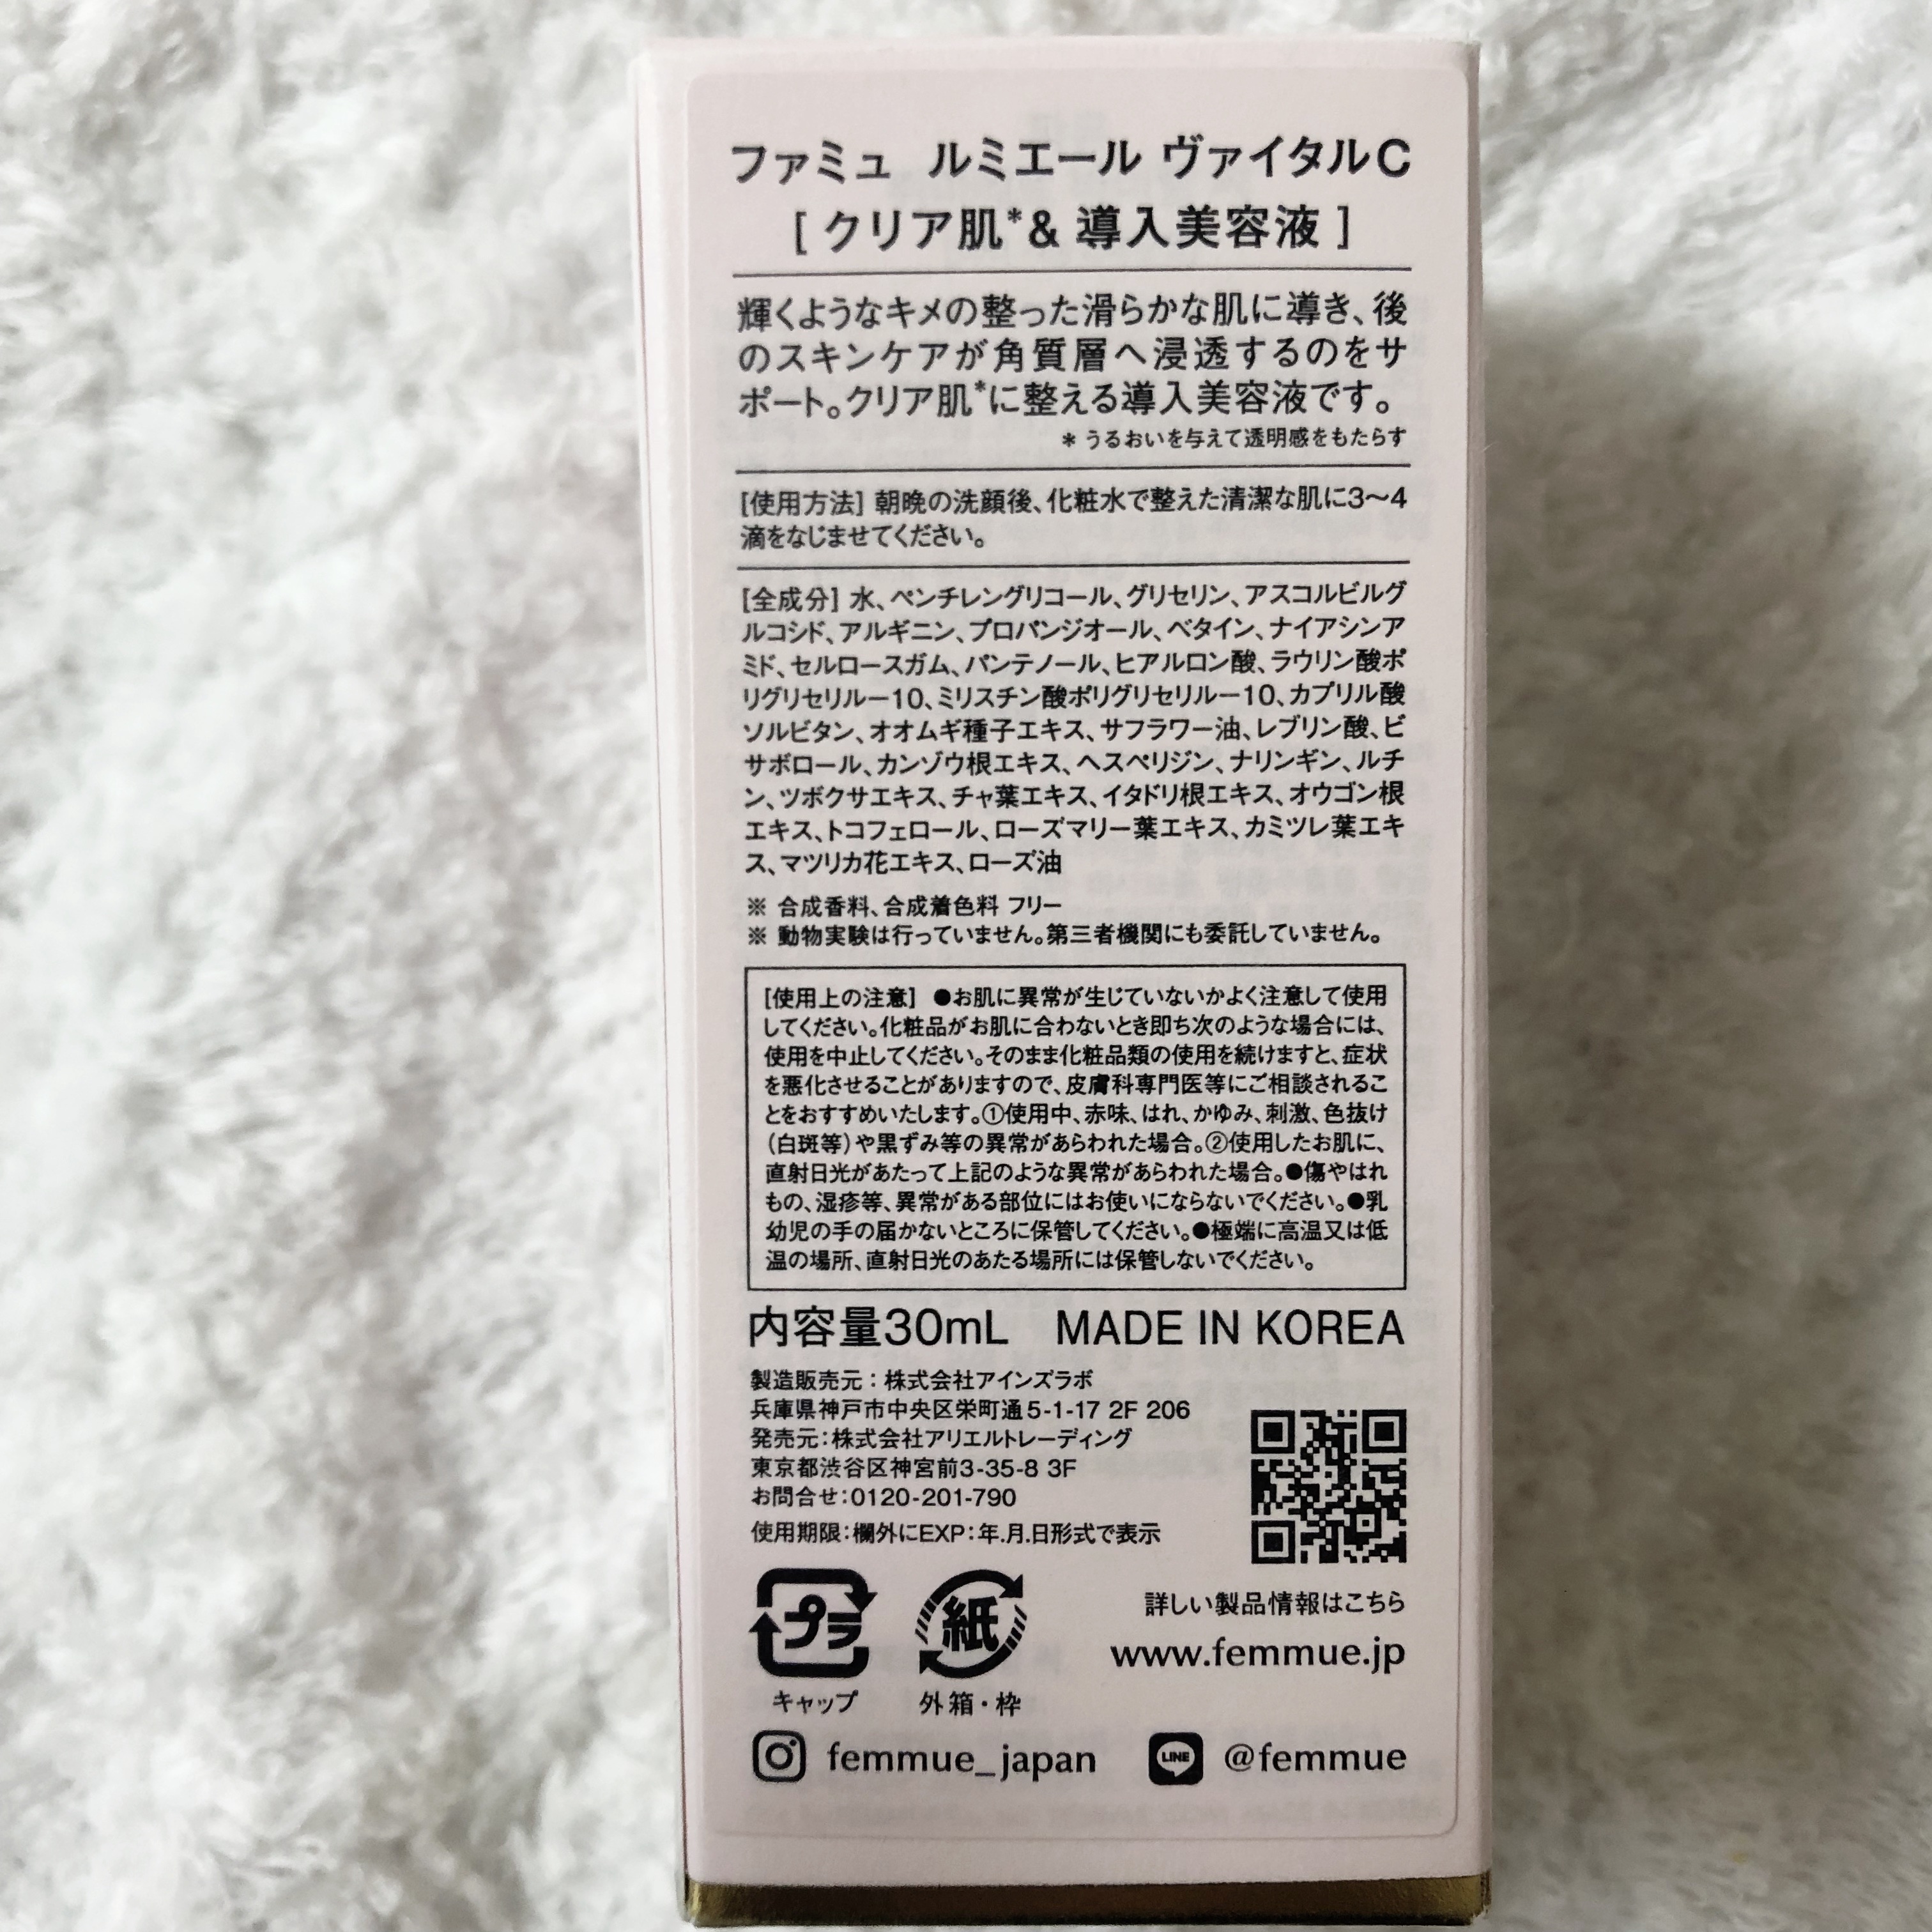 ファミュ ルミエール ヴァイタルC
[ クリア肌*& 導入美容液 ]
輝くようなキメの整った滑らかな肌に導き、後
のスキンケアが角質層へ浸透するのをサ
ポート。クリア肌*に整える導入美容液です。
* うるおいを与えて透明感をもたらす
[使用方法] 朝晩の洗顔後、化粧水で整えた清潔な肌に3〜4
滴をなじませてください。
[全成分] 水、ペンチレングリコール、グリセリン、アスコルビルグ
ルコシド、アルギニン、プロパンジオール、ベタイン、ナイアシンア
ミド、セルロースガム、パンテノール、ヒアルロン酸、ラウリン酸ポ
リグリセリルー10、ミリスチン酸ポリグリセリルー10、カプリル酸
ソルビタン、オオムギ種子エキス、サフラワー油、レブリン酸、ビ
サボロール、カンゾウ根エキス、ヘスペリジン、ナリンギン、ルチ
ン、ツボクサエキス、チャ葉エキス、イタドリ根エキス、オウゴン根
エキス、トコフェロール、ローズマリー葉エキス、カミツレ葉エキ
ス、マツリカ花エキス、ローズ油
※ 合成香料、合成着色料 フリー
※ 動物実験は行っていません。第三者機関にも委託していません。
[使用上の注意] ●お肌に異常が生じていないかよく注意して使用
してください。化粧品がお肌に合わないとき即ち次のような場合には、
使用を中止してください。そのまま化粧品類の使用を続けますと、症状
を悪化させることがありますので、皮膚科専門医等にご相談されるこ
とをおすすめいたします。①使用中、赤味、はれ、かゆみ、刺激、色抜け
(白斑等)や黒ずみ等の異常があらわれた場合。②使用したお肌に、
直射日光があたって上記のような異常があらわれた場合。●傷やはれ
もの、湿疹等、異常がある部位にはお使いにならないでください。●乳
幼児の手の届かないところに保管してください。●極端に高温又は低
温の場所、直射日光のあたる場所には保管しないでください。
内容量30mL MADE IN KOREA
製造販売元：株式会社アインズラボ
兵庫県神戸市中央区栄町通5-1-17 2F 206
発売元：株式会社アリエルトレーディング
東京都渋谷区神宮前3-35-8 3F
お問合せ：0120-201-790
使用期限：欄外にEXP：年.月.日形式で表示
プラ 紙
キャップ 外箱・枠
詳しい製品情報はこちら
www.femmue.jp
femmue_japan LINE @femmue